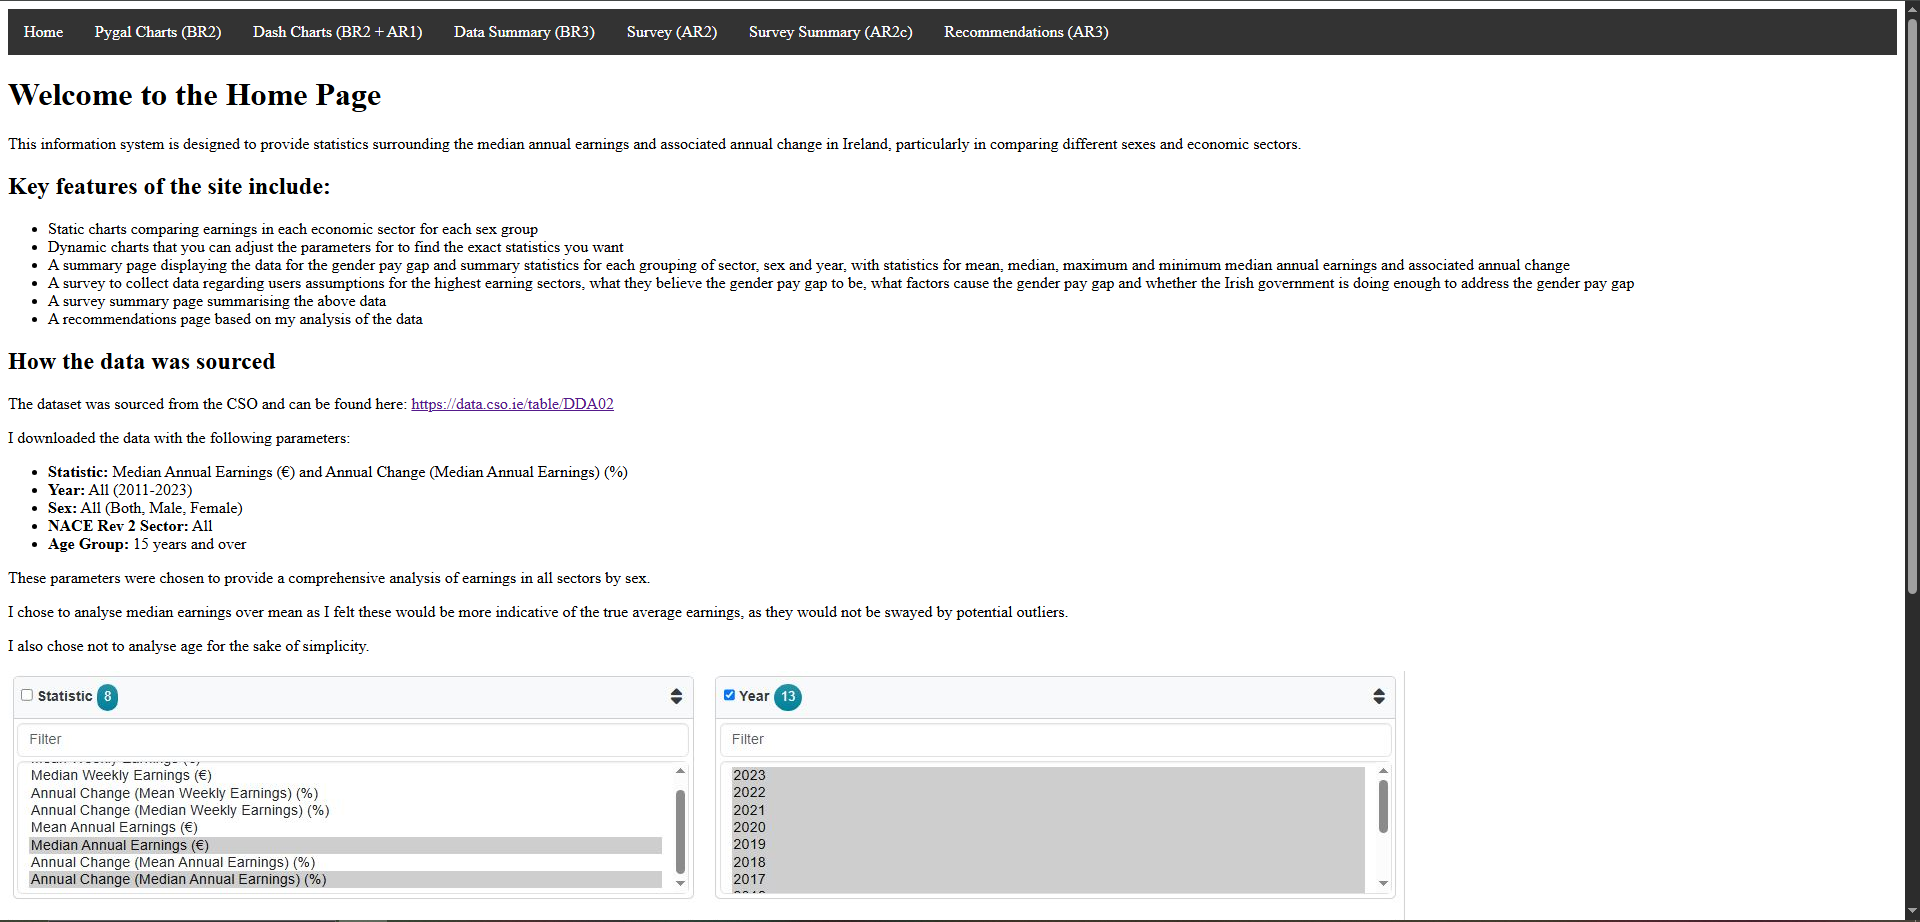 Home Pygal Charts (BR2) Dash Charts (BR2 + AR1) Data Summary (BR3) Survey (AR2) Survey Summary (AR2c) Recommendations (AR3)
Welcome to the Home Page
This information system is designed to provide statistics surrounding the median annual earnings and associated annual change in Ireland, particularly in comparing different sexes and economic sectors.
Key features of the site include:
• Static charts comparing earnings in each economic sector for each sex group
• Dynamic charts that you can adjust the parameters for to find the exact statistics you want
• A summary page displaying the data for the gender pay gap and summary statistics for each grouping of sector, sex and year, with statistics for mean, median, maximum and minimum median annual earnings and associated annual change
• A survey to collect data regarding users assumptions for the highest earning sectors, what they believe the gender pay gap to be, what factors cause the gender pay gap and whether the Irish government is doing enough to address the gender pay gap
• A survey summary page summarising the above data
• A recommendations page based on my analysis of the data
How the data was sourced
The dataset was sourced from the CSO and can be found here: https://data.cso.ie/table/DDA02
I downloaded the data with the following parameters:
• Statistic: Median Annual Earnings (€) and Annual Change (Median Annual Earnings) (%)
• Year: All (2011-2023)
• Sex: All (Both, Male, Female)
• NACE Rev 2 Sector: All
• Age Group: 15 years and over
These parameters were chosen to provide a comprehensive analysis of earnings in all sectors by sex.
I chose to analyse median earnings over mean as I felt these would be more indicative of the true average earnings, as they would not be swayed by potential outliers.
I also chose not to analyse age for the sake of simplicity.
Statistic 8
Filter
Median Weekly Earnings (€)
Annual Change (Mean Weekly Earnings) (%)
Annual Change (Median Weekly Earnings) (%)
Mean Annual Earnings (€)
Median Annual Earnings (€)
Annual Change (Mean Annual Earnings) (%)
Annual Change (Median Annual Earnings) (%)
Year 13
Filter
2023
2022
2021
2020
2019
2018
2017